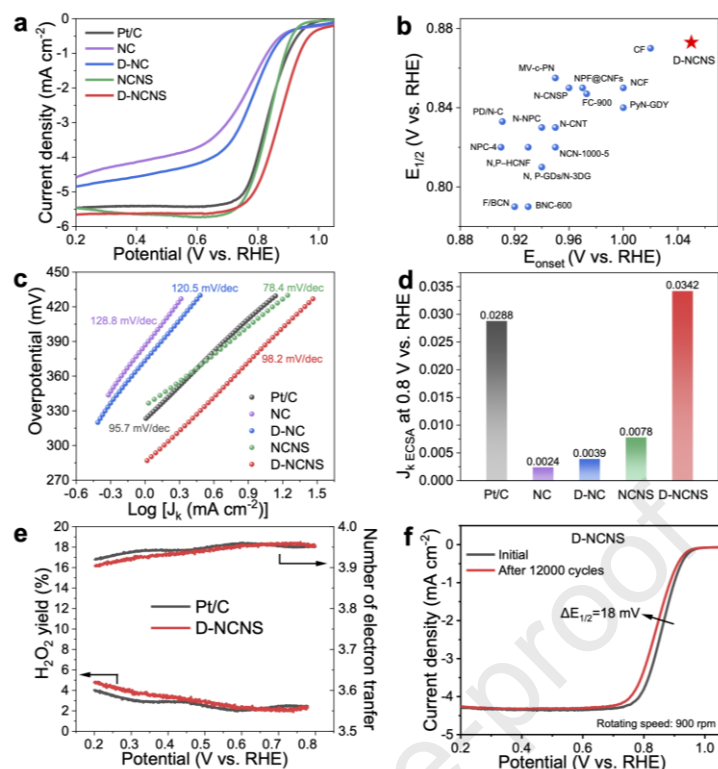 a
Current density (mA cm⁻²)
0
-1
-2
-3
-4
-5
-6
Pt/C
NC
D-NC
NCNS
D-NCNS
0.2 0.4 0.6 0.8 1.0
Potential (V vs. RHE)
b
E1/2 (V vs. RHE)
0.88
0.84
0.80
CF
D-NCNS
MV-c-PN
NPF@CNFs
N-CNSP
NCF
FC-900
PyN-GDY
PD/N-C
N-NPC
N-CNT
NPC-4
NCN-1000-5
N,P-HCNF
N, P-GDs/N-3DG
F/BCN
BNC-600
0.88 0.92 0.96 1.00 1.04
Eonset (V vs. RHE)
c
Overpotential (mV)
450
420
390
360
330
300
270
120.5 mV/dec
78.4 mV/dec
128.8 mV/dec
98.2 mV/dec
95.7 mV/dec
Pt/C
NC
D-NC
NCNS
D-NCNS
-0.6 -0.3 0.0 0.3 0.6 0.9 1.2 1.5
Log [Jk (mA cm⁻²)]
d
Jk ECSA at 0.8 V vs. RHE
0.035
0.030
0.025
0.020
0.015
0.010
0.005
0.000
0.0288
0.0024
0.0039
0.0078
0.0342
Pt/C NC D-NC NCNS D-NCNS
e
H2O2 yield (%)
20
18
16
14
12
10
8
6
4
2
0
Pt/C
D-NCNS
4.0
3.9
3.8
3.7
3.6
3.5
Number of electron tranfer
0.2 0.3 0.4 0.5 0.6 0.7 0.8
Potential (V vs. RHE)
f
D-NCNS
Current density (mA cm⁻²)
0
-1
-2
-3
-4
-5
Initial
After 12000 cycles
ΔE1/2=18 mV
Rotating speed: 900 rpm
0.2 0.4 0.6 0.8 1.0
Potential (V vs. RHE)
e-proof